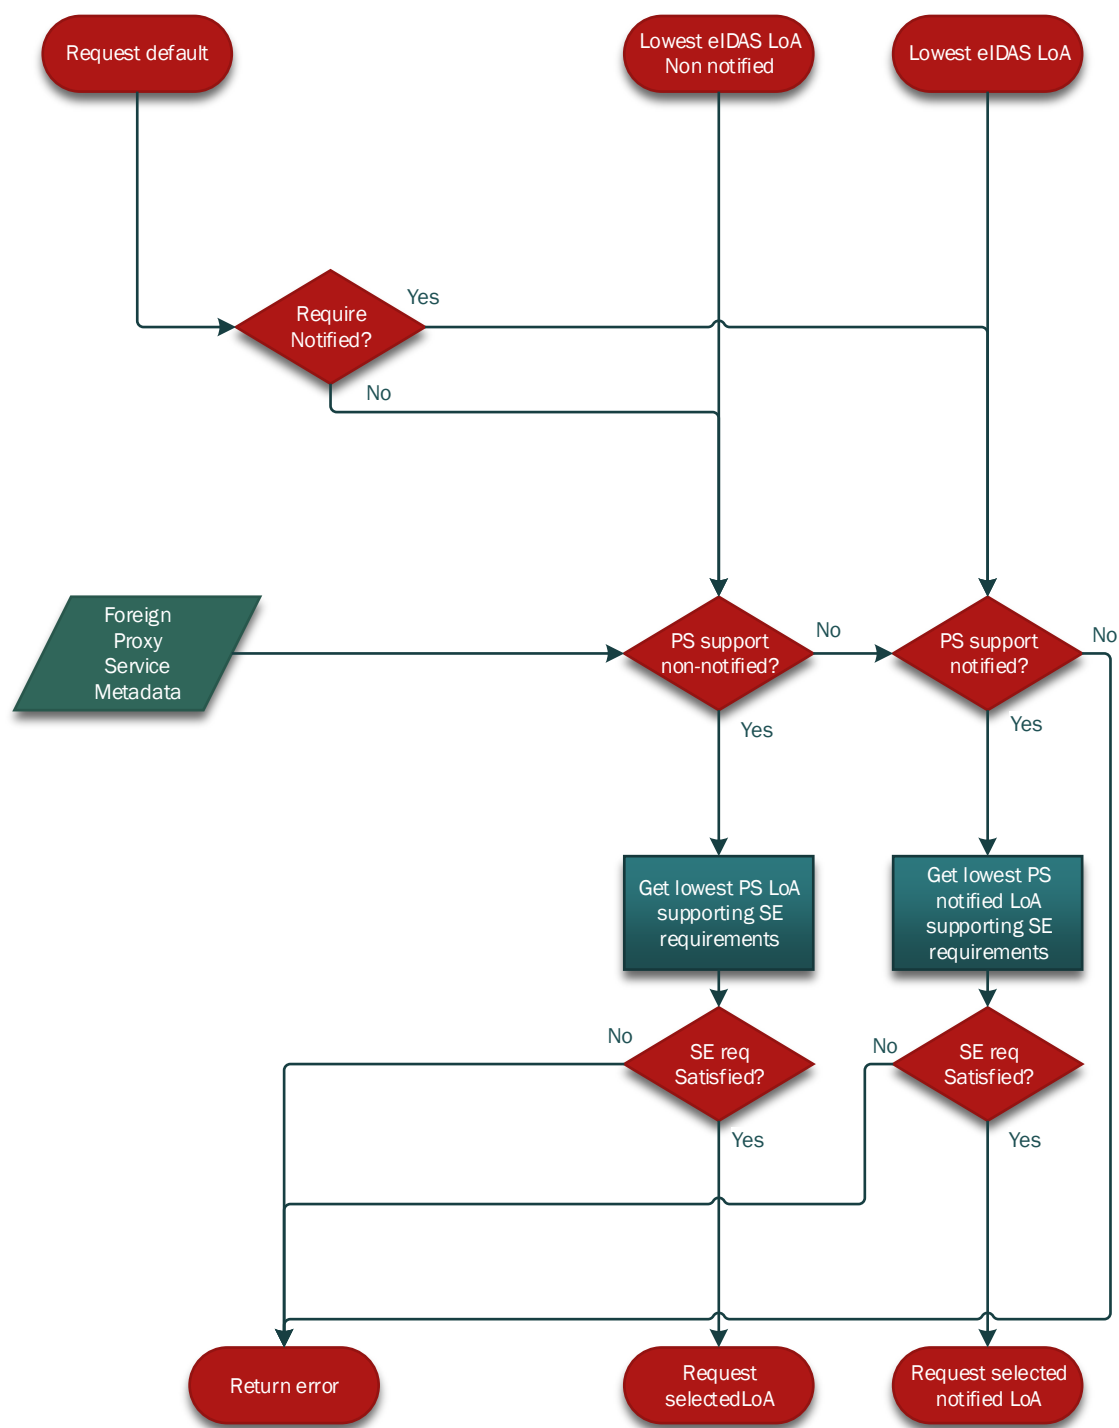 Request default
Lowest eIDAS LoA
Non notified
Lowest eIDAS LoA
Require
Notified?
Yes
No
Foreign
Proxy
Service
Metadata
PS support
non-notified?
No
PS support
notified?
No
Yes
Yes
Get lowest PS LoA
supporting SE
requirements
Get lowest PS
notified LoA
supporting SE
requirements
No
SE req
Satisfied?
No
SE req
Satisfied?
Yes
Yes
Return error
Request
selectedLoA
Request selected
notified LoA